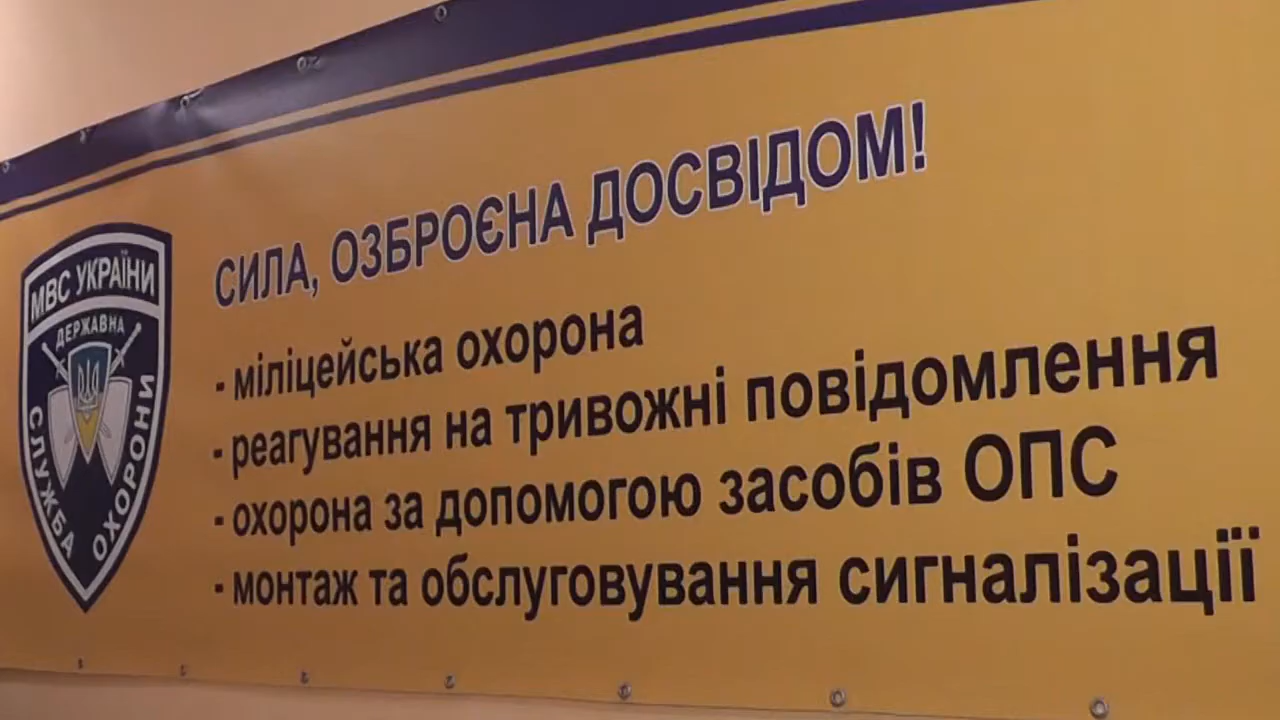 МВС УКРАЇНИ
ДЕРЖАВНА
СЛУЖБА
ОХОРОНИ
СИЛА, ОЗБРОЄНА ДОСВІДОМ!
- міліцейська охорона
- реагування на тривожні повідомлення
- охорона за допомогою засобів ОПС
- монтаж та обслуговування сигналізації